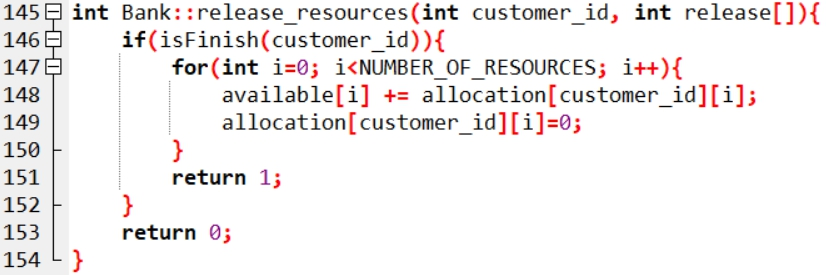 145 int Bank::release_resources(int customer_id, int release[]){
146     if(isFinish(customer_id)){
147         for(int i=0; i<NUMBER_OF_RESOURCES; i++){
148             available[i] += allocation[customer_id][i];
149             allocation[customer_id][i]=0;
150         }
151         return 1;
152     }
153     return 0;
154 }